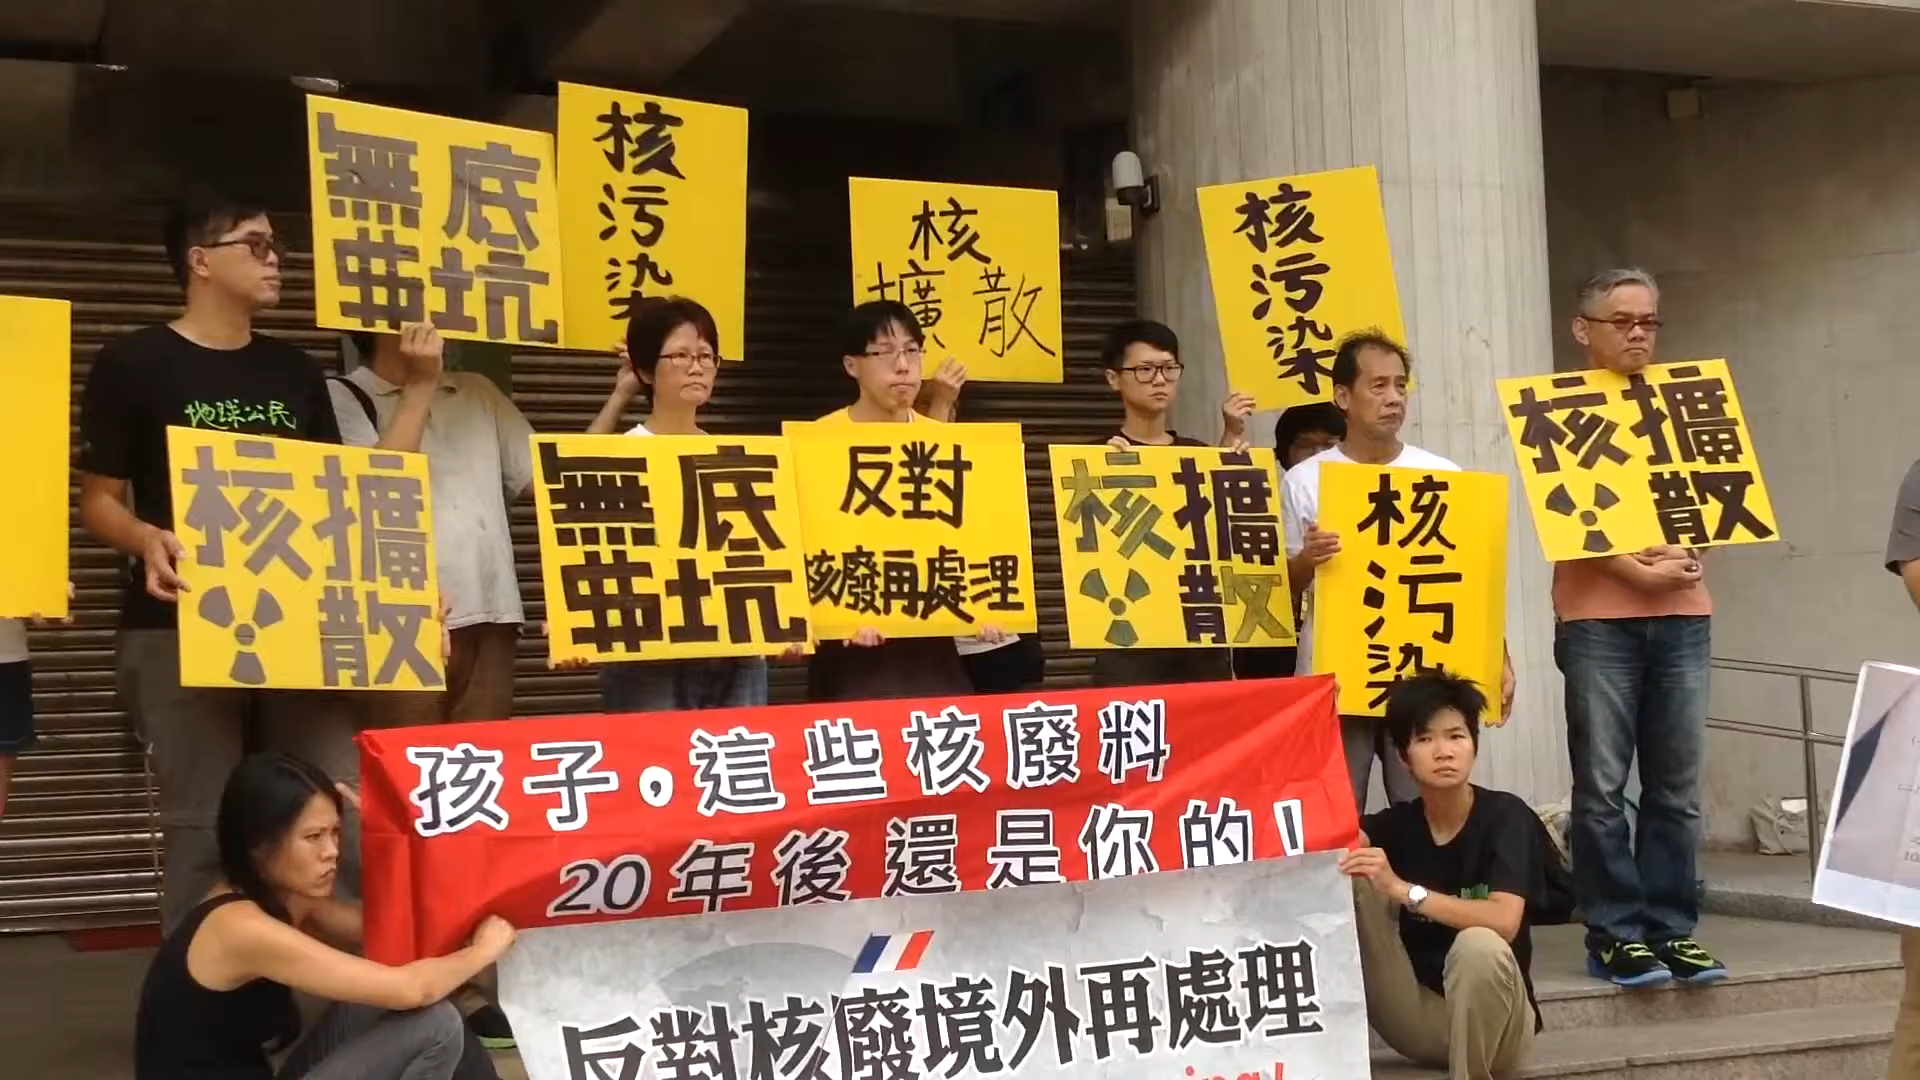 無底
亞坑
核
污
染
核
擴散
核
污
染
地球公民
核擴
散
無底
亞坑
反對
核廢再處理
核擴
散
核
污
染
核擴
散
孩子，這些核廢料
20年後還是你的！
反對核廢境外再處理